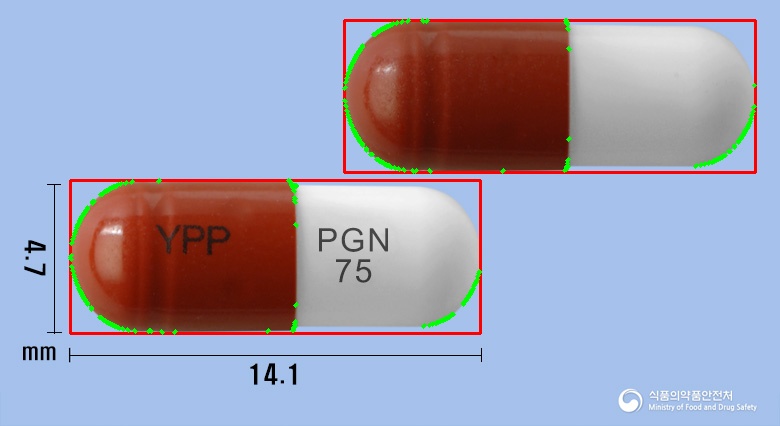 YPP
PGN
75
4.7
mm
14.1
식품의약품안전처
Ministry of Food and Drug Safety